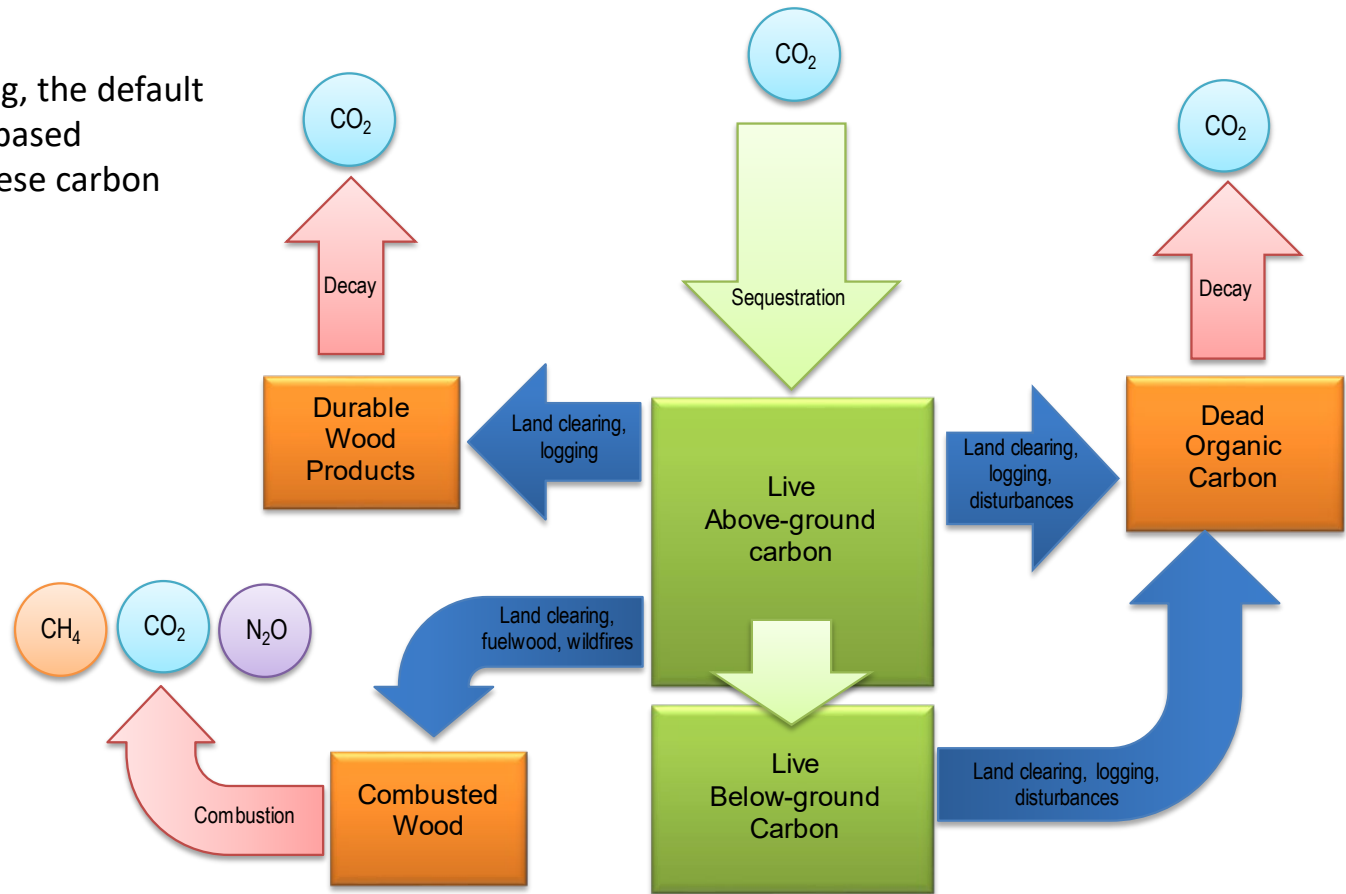 g, the default
based
ese carbon
CO₂
CO₂
CO₂
Decay
Sequestration
Decay
Durable
Wood
Products
Land clearing,
logging
Live
Above-ground
carbon
Land clearing,
logging,
disturbances
Dead
Organic
Carbon
CH₄
CO₂
N₂O
Land clearing,
fuelwood, wildfires
Combustion
Combusted
Wood
Live
Below-ground
Carbon
Land clearing, logging,
disturbances